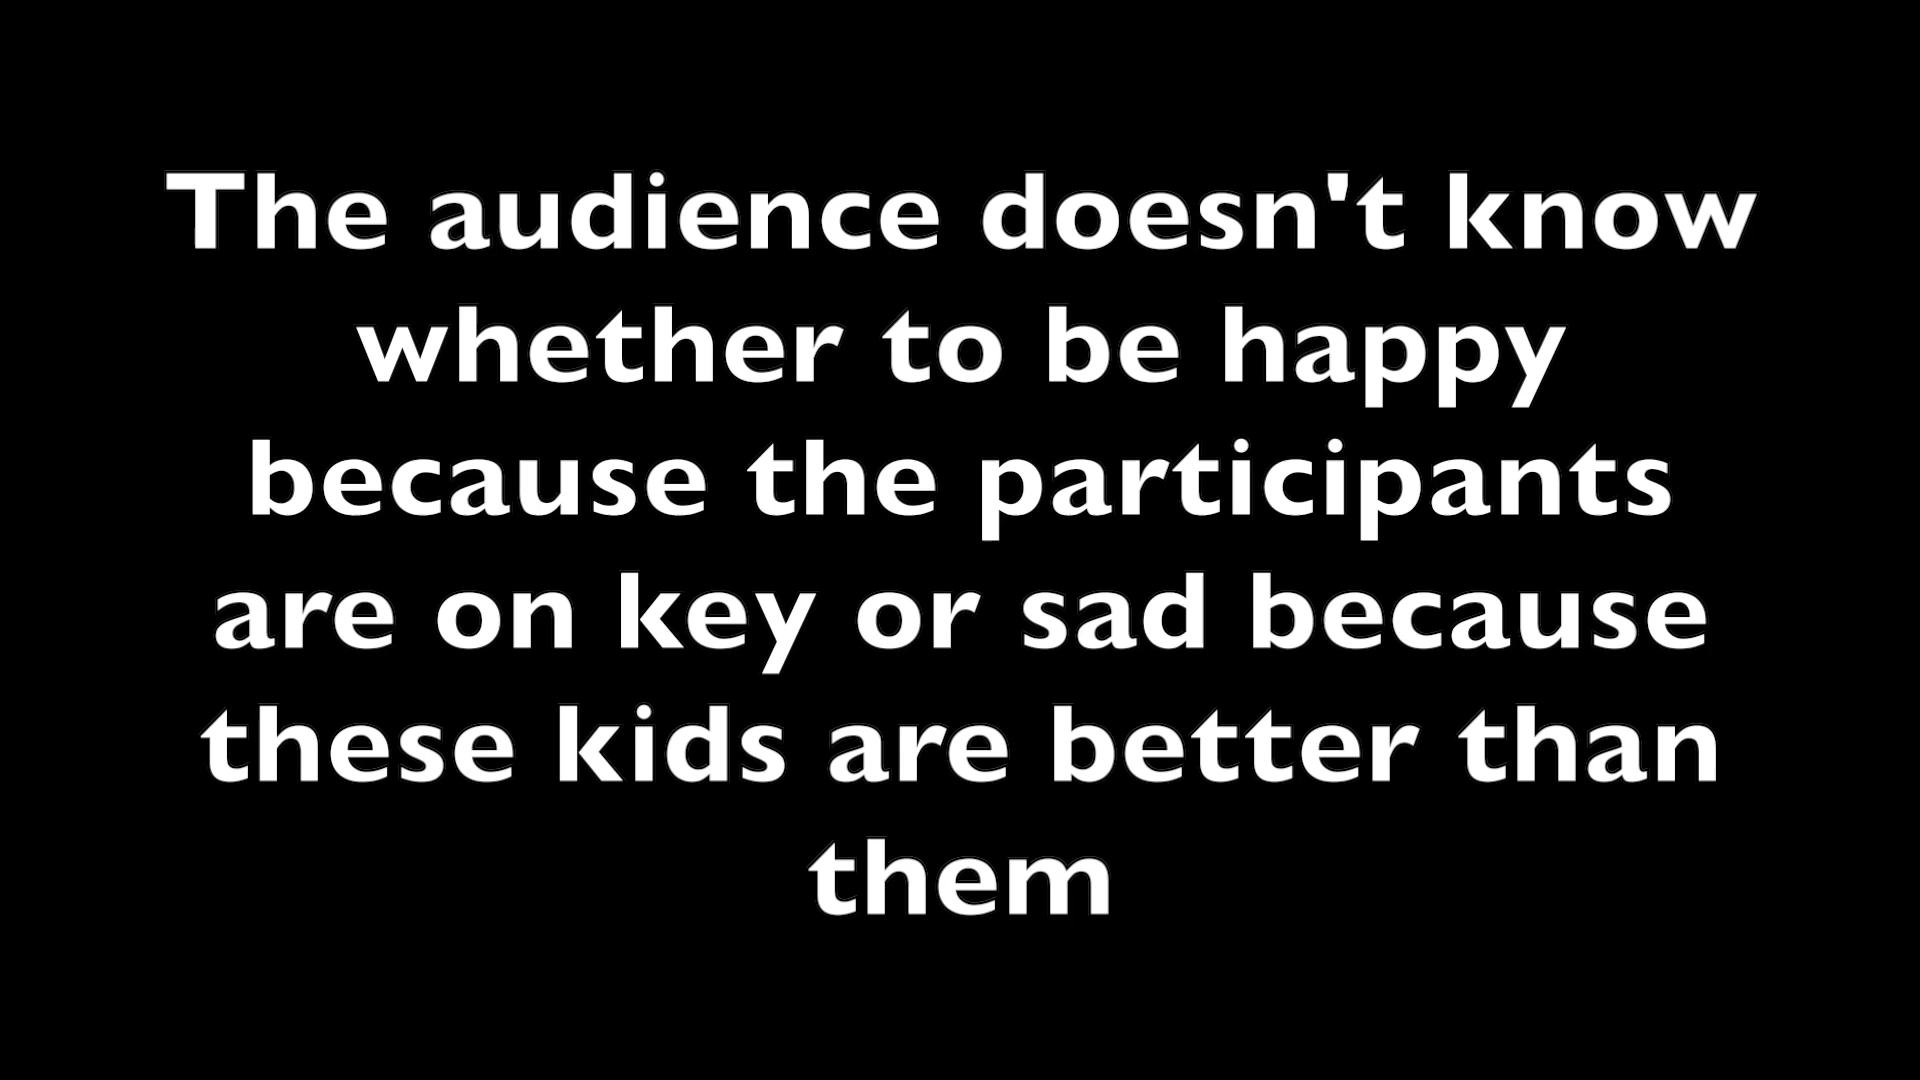 The audience doesn't know
whether to be happy
because the participants
are on key or sad because
these kids are better than
them